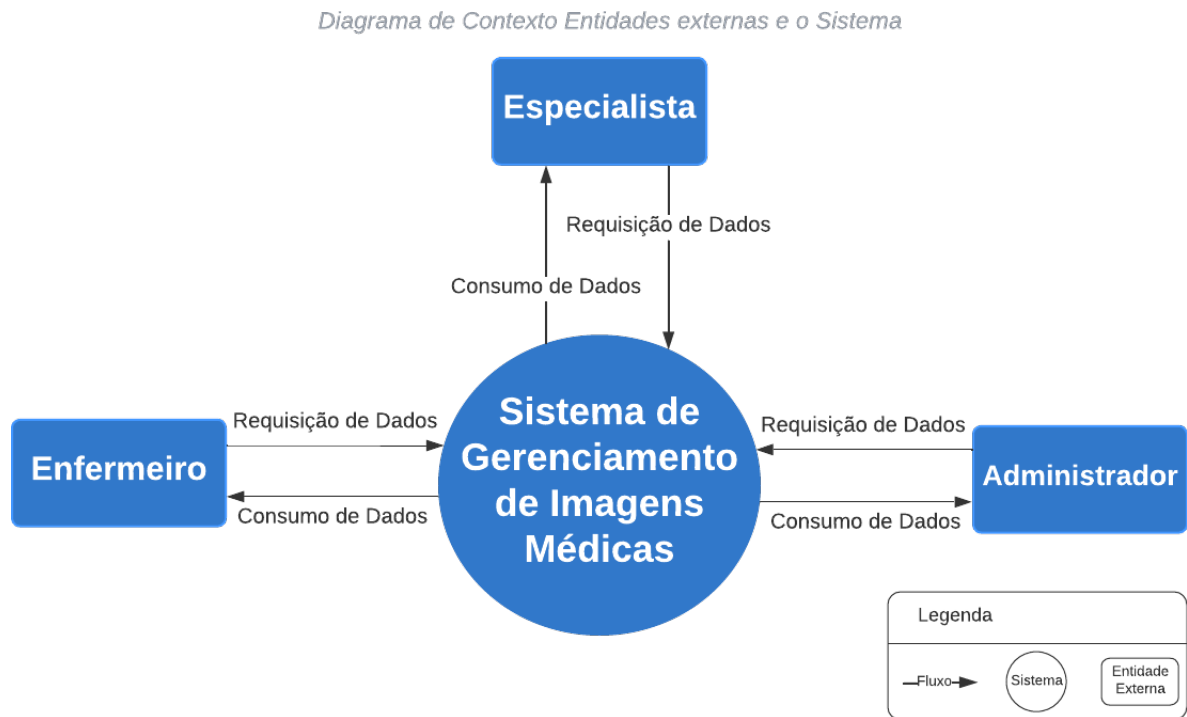 Diagrama de Contexto Entidades externas e o Sistema
Especialista
Requisição de Dados
Consumo de Dados
Sistema de
Gerenciamento
de Imagens
Médicas
Requisição de Dados
Enfermeiro
Consumo de Dados
Requisição de Dados
Administrador
Consumo de Dados
Legenda
Fluxo
Sistema
Entidade
Externa